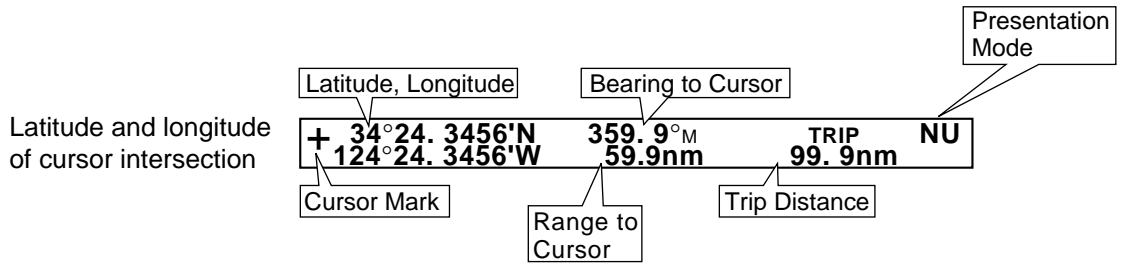 Presentation
Mode
Latitude, Longitude
Bearing to Cursor
Latitude and longitude
of cursor intersection
+ 34°24. 3456'N 359. 9°M TRIP NU
124°24. 3456'W 59.9nm 99. 9nm
Cursor Mark
Range to
Cursor
Trip Distance